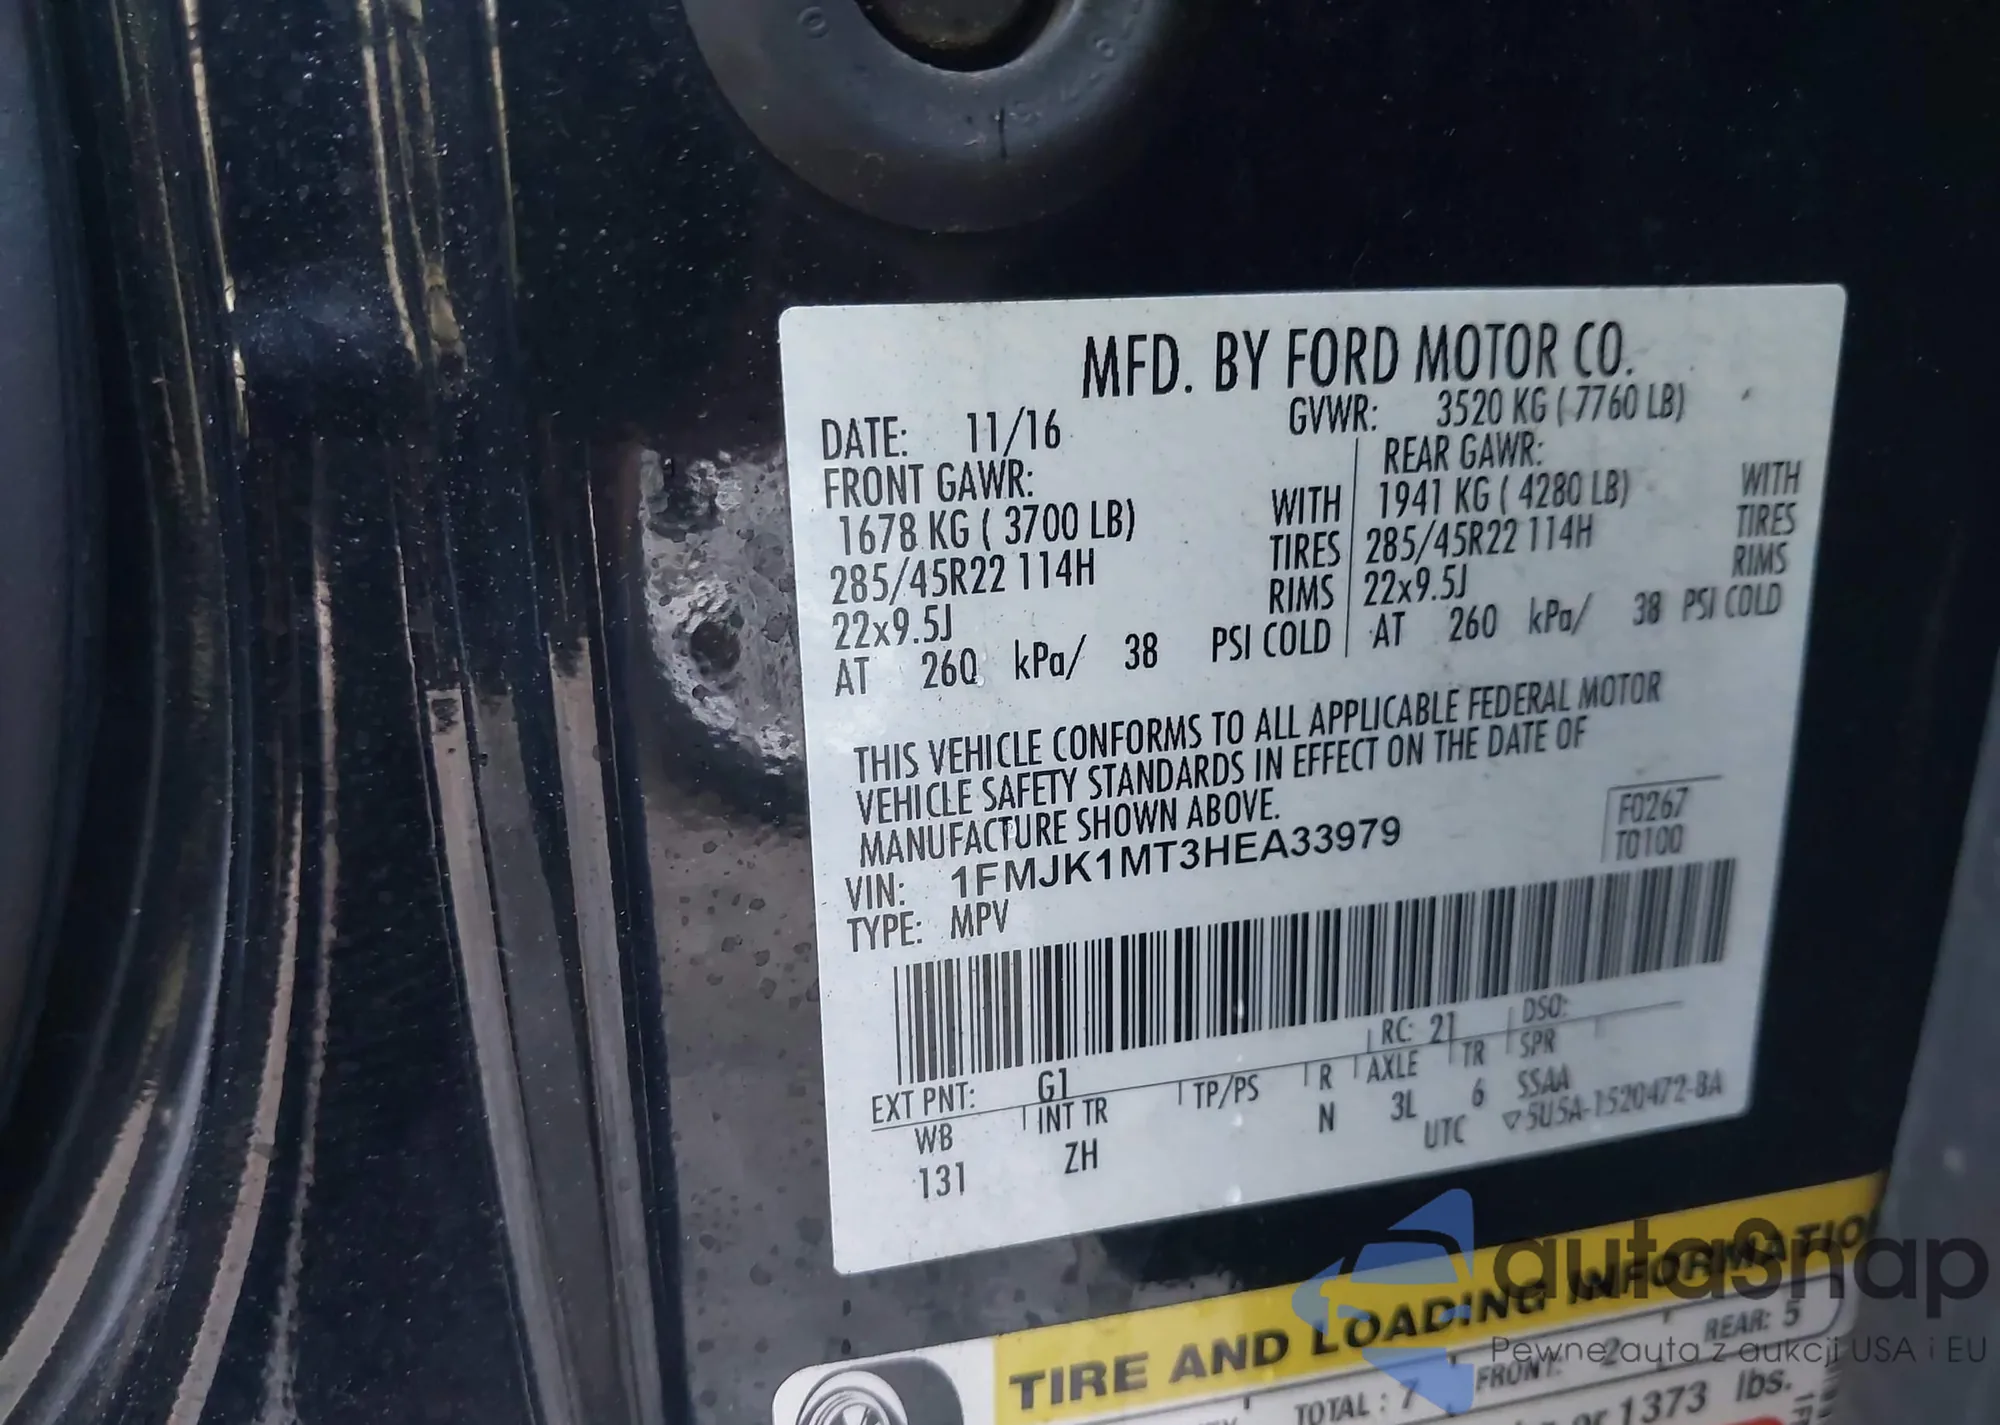 MFD. BY FORD MOTOR CO.
DATE: 11/16 GVWR: 3520 KG ( 7760 LB)
FRONT GAWR: REAR GAWR:
1678 KG ( 3700 LB) WITH 1941 KG ( 4280 LB) WITH
285/45R22 114H TIRES 285/45R22 114H TIRES
22x9.5J RIMS 22x9.5J RIMS
AT 260 kPa/ 38 PSI COLD AT 260 kPa/ 38 PSI COLD
THIS VEHICLE CONFORMS TO ALL APPLICABLE FEDERAL MOTOR
VEHICLE SAFETY STANDARDS IN EFFECT ON THE DATE OF
MANUFACTURE SHOWN ABOVE.
F0267
T0100
VIN: 1FMJK1MT3HEA33979
TYPE: MPV
EXT PNT: G1 RC: 21 DSO:
WB INT TR TP/PS R AXLE TR SPR
131 ZH N 3L 6 SSAA
UTC ▽5U5A-1520472-BA
TIRE AND LOADING INFORMATIO
TOTAL : 7 FRONT: 2 REAR: 5
or 1373 lbs.
autasnap
Pewne auta z aukcji USA i EU